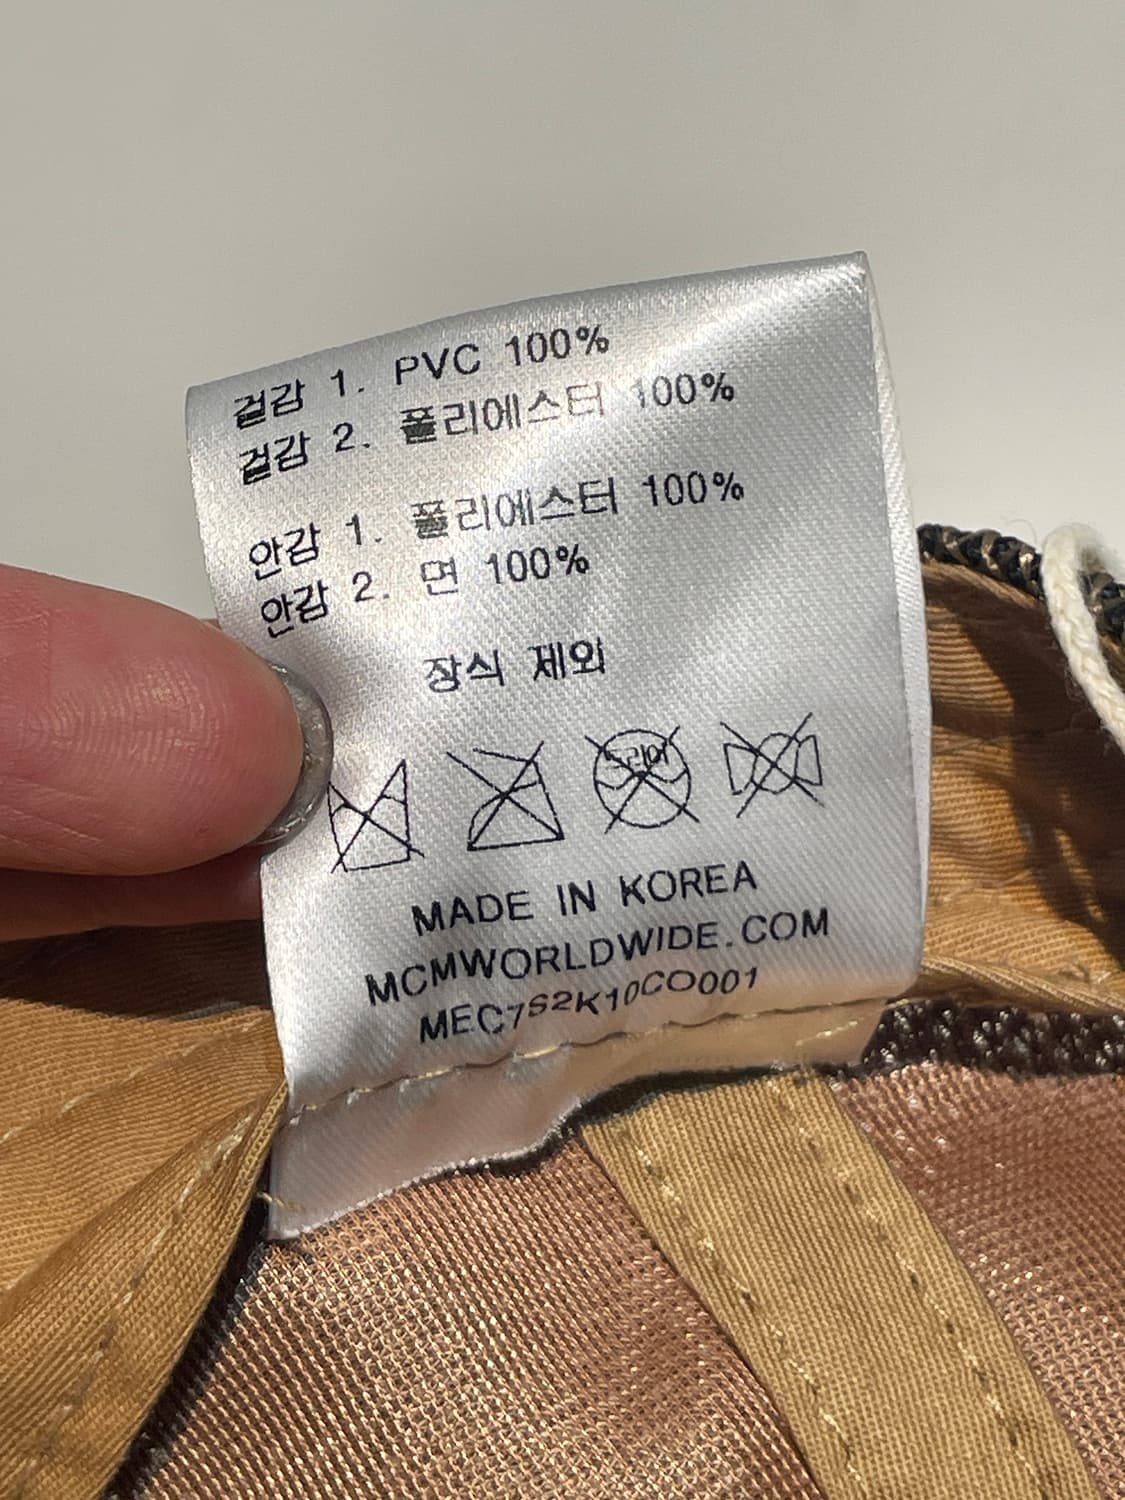 겉감 1. PVC 100%
겉감 2. 폴리에스터 100%
안감 1. 폴리에스터 100%
안감 2. 면 100%
장식 제외
드라이
MADE IN KOREA
MCMWORLDWIDE.COM
MEC7S2K10CO001